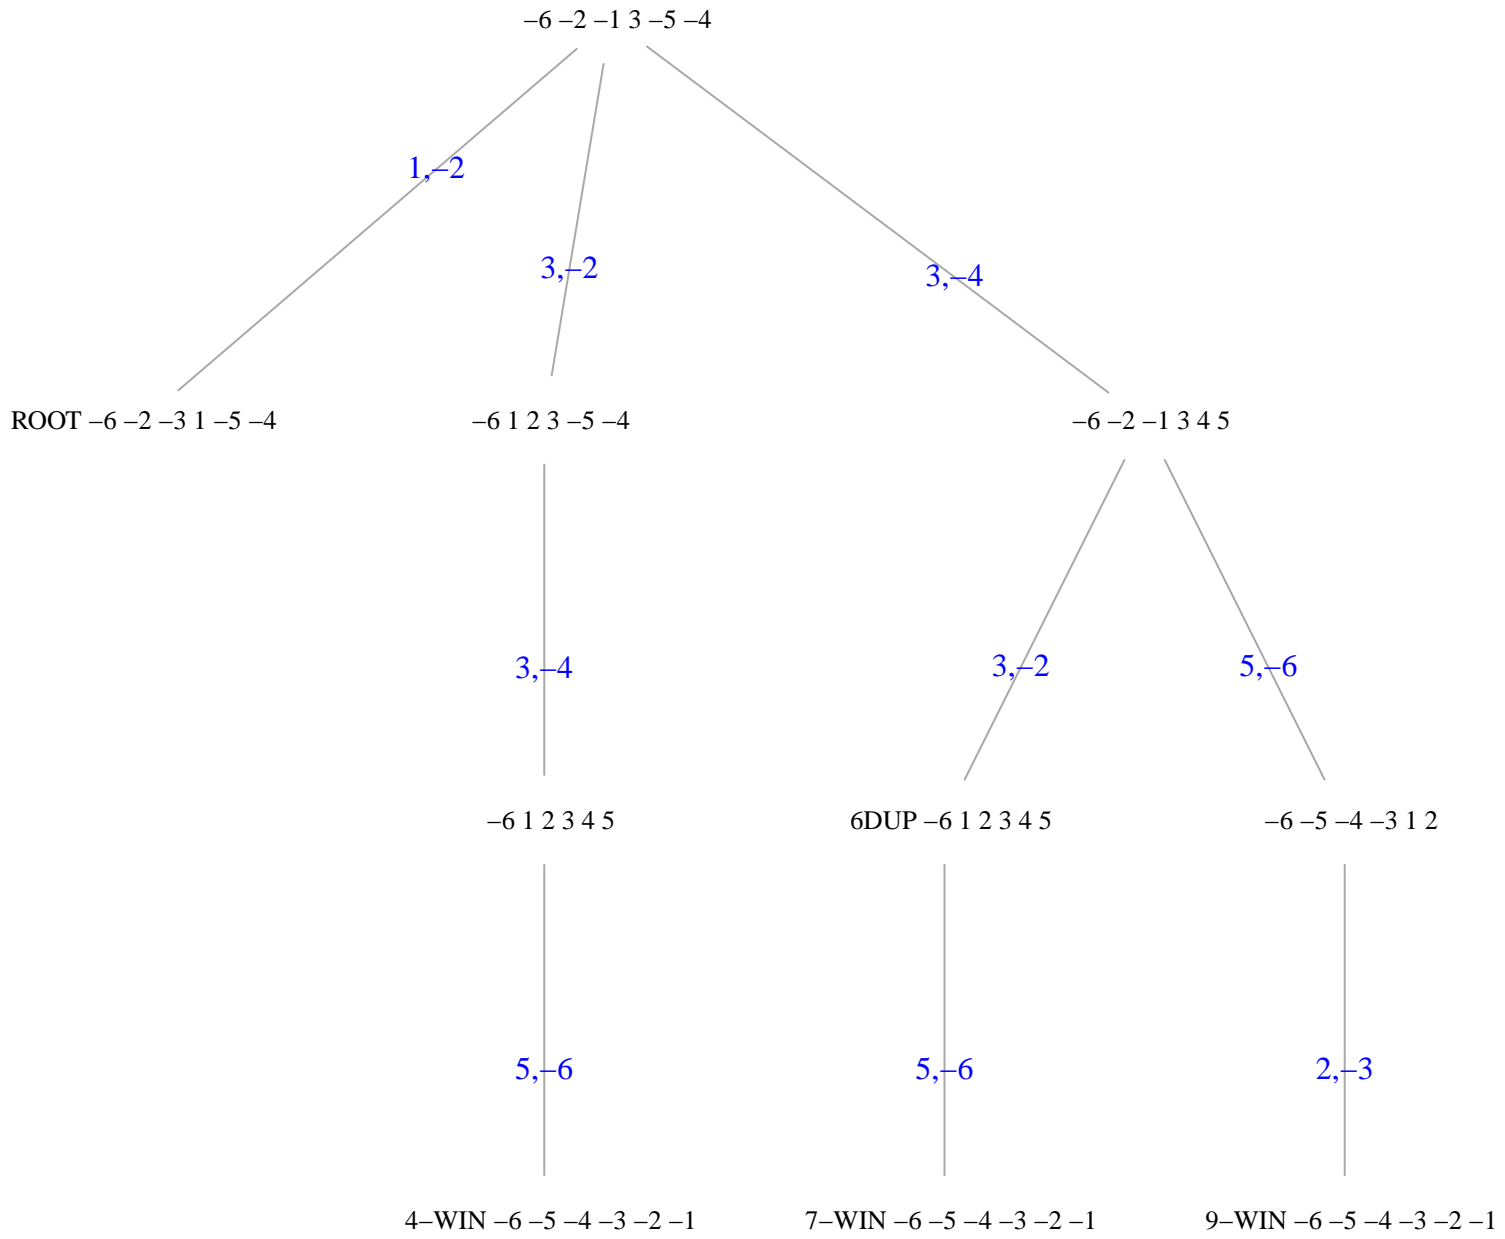 –6 –2 –1 3 –5 –4
1,–2
3,–2
3,–4
ROOT –6 –2 –3 1 –5 –4
–6 1 2 3 –5 –4
–6 –2 –1 3 4 5
3,–4
3,–2
5,–6
–6 1 2 3 4 5
6DUP –6 1 2 3 4 5
–6 –5 –4 –3 1 2
5,–6
5,–6
2,–3
4–WIN –6 –5 –4 –3 –2 –1
7–WIN –6 –5 –4 –3 –2 –1
9–WIN –6 –5 –4 –3 –2 –1